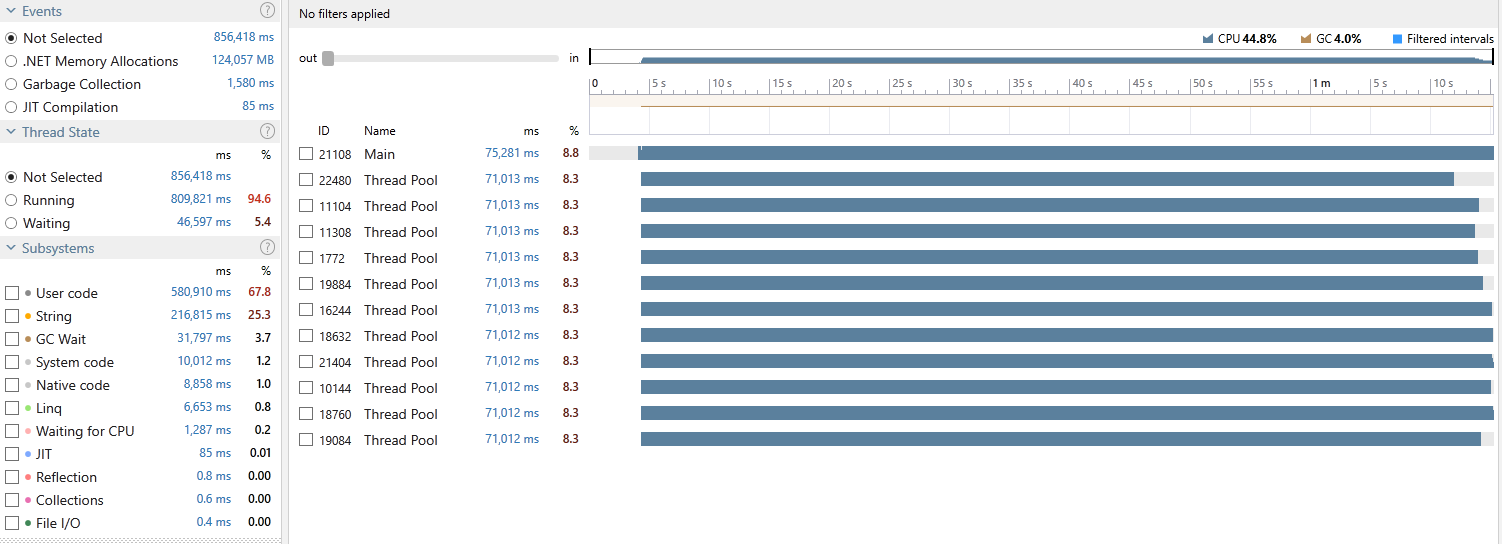 Events ?
Not Selected 856,418 ms
.NET Memory Allocations 124,057 MB
Garbage Collection 1,580 ms
JIT Compilation 85 ms
Thread State ?
ms %
Not Selected 856,418 ms
Running 809,821 ms 94.6
Waiting 46,597 ms 5.4
Subsystems ?
ms %
User code 580,910 ms 67.8
String 216,815 ms 25.3
GC Wait 31,797 ms 3.7
System code 10,012 ms 1.2
Native code 8,858 ms 1.0
Linq 6,653 ms 0.8
Waiting for CPU 1,287 ms 0.2
JIT 85 ms 0.01
Reflection 0.8 ms 0.00
Collections 0.6 ms 0.00
File I/O 0.4 ms 0.00
No filters applied
CPU 44.8% GC 4.0% Filtered intervals
out in
0 5 s 10 s 15 s 20 s 25 s 30 s 35 s 40 s 45 s 50 s 55 s 1 m 5 s 10 s
ID Name ms %
21108 Main 75,281 ms 8.8
22480 Thread Pool 71,013 ms 8.3
11104 Thread Pool 71,013 ms 8.3
11308 Thread Pool 71,013 ms 8.3
1772 Thread Pool 71,013 ms 8.3
19884 Thread Pool 71,013 ms 8.3
16244 Thread Pool 71,013 ms 8.3
18632 Thread Pool 71,012 ms 8.3
21404 Thread Pool 71,012 ms 8.3
10144 Thread Pool 71,012 ms 8.3
18760 Thread Pool 71,012 ms 8.3
19084 Thread Pool 71,012 ms 8.3